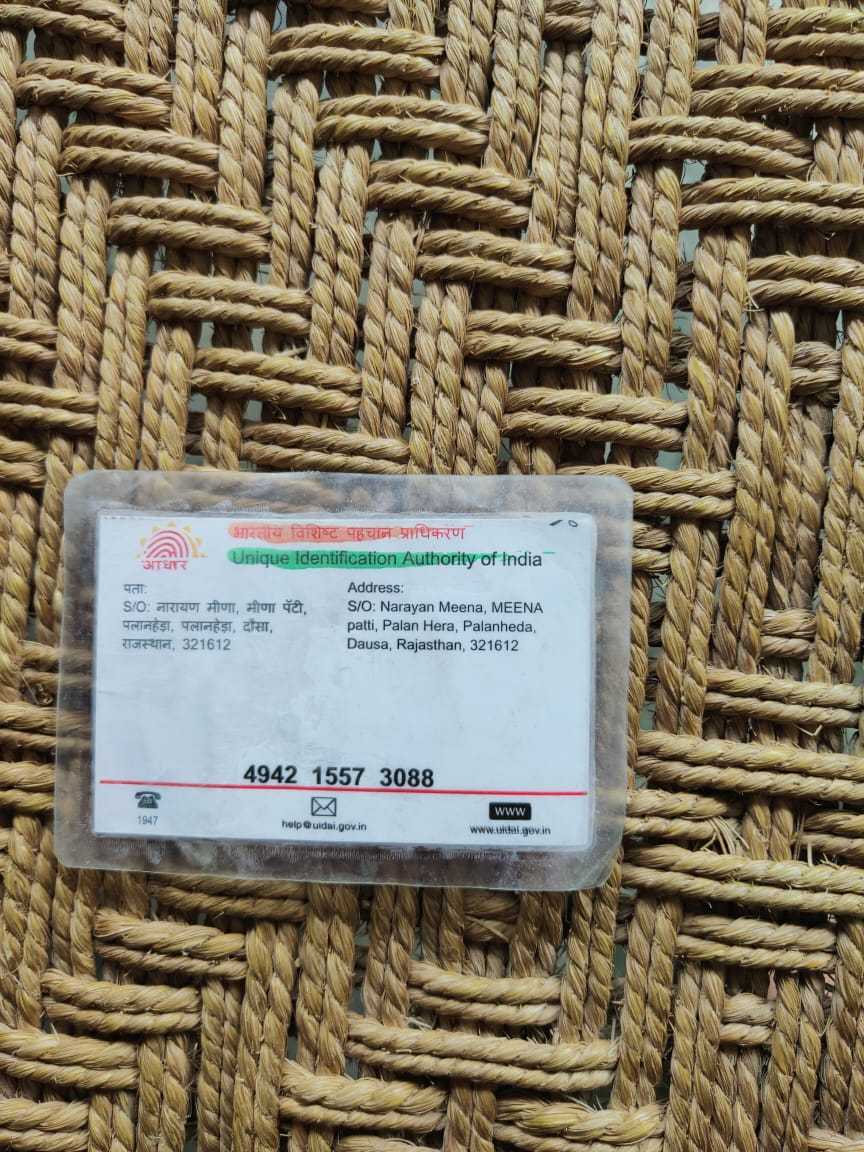 भारतीय विशिष्ट पहचान प्राधिकरण
Unique Identification Authority of India
आधार
पता:
S/O: नारायण मीणा, मीणा पॅटी,
पलानहेड़ा, पलानहेड़ा, दौसा,
राजस्थान, 321612
Address:
S/O: Narayan Meena, MEENA
patti, Palan Hera, Palanheda,
Dausa, Rajasthan, 321612
4942 1557 3088
1947
help@uidai.gov.in
WWW
www.uidai.gov.in